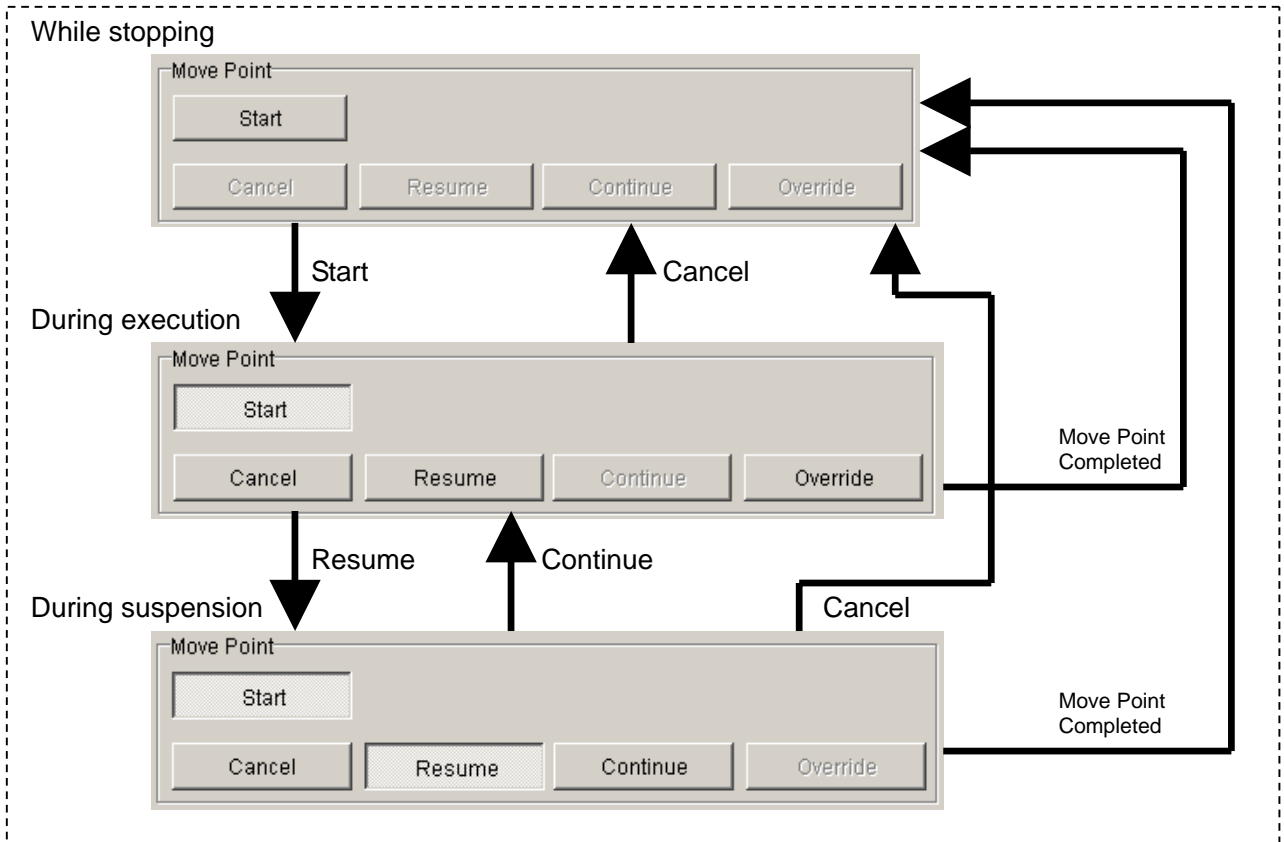 While stopping
Move Point
Start
Cancel
Resume
Continue
Override
Start
Cancel
During execution
Move Point
Start
Cancel
Resume
Continue
Override
Move Point
Completed
Resume
Continue
During suspension
Cancel
Move Point
Start
Cancel
Resume
Continue
Override
Move Point
Completed